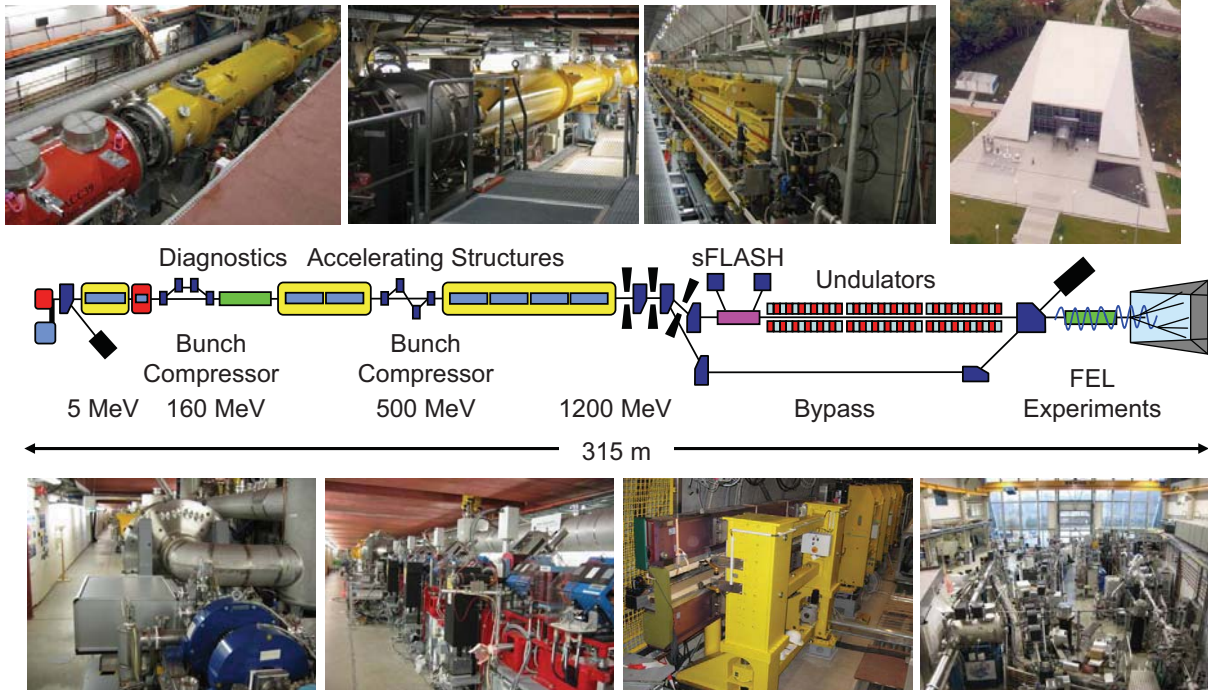 ACC39
Diagnostics
Accelerating Structures
sFLASH
Undulators
Bunch
Compressor
Bunch
Compressor
FEL
Experiments
5 MeV
160 MeV
500 MeV
1200 MeV
Bypass
315 m